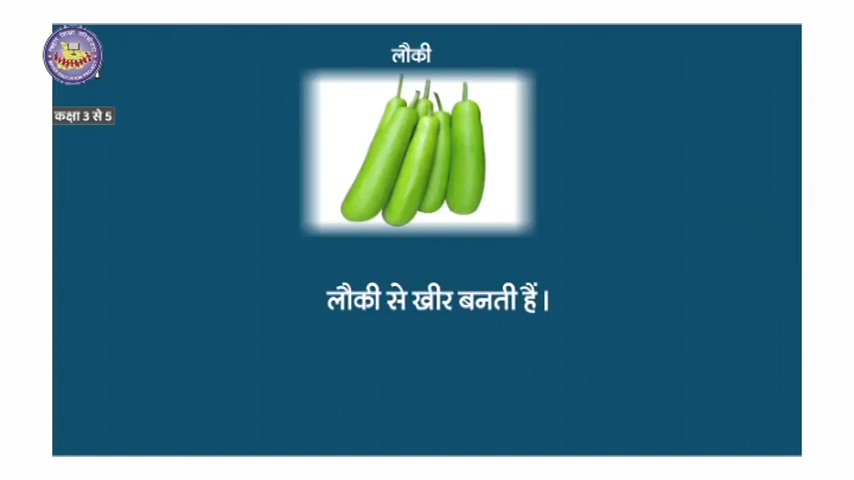 लौकी
कक्षा 3 से 5
लौकी से खीर बनती हैं।